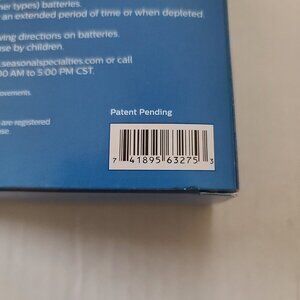 her types) batteries.
an extended period of time or when depleted.
wing directions on batteries.
use by children.
.seasonalspecialties.com or call
00 AM to 5:00 PM CST.
ovements.
are registered
se.
Patent Pending
7 41895 63275 3